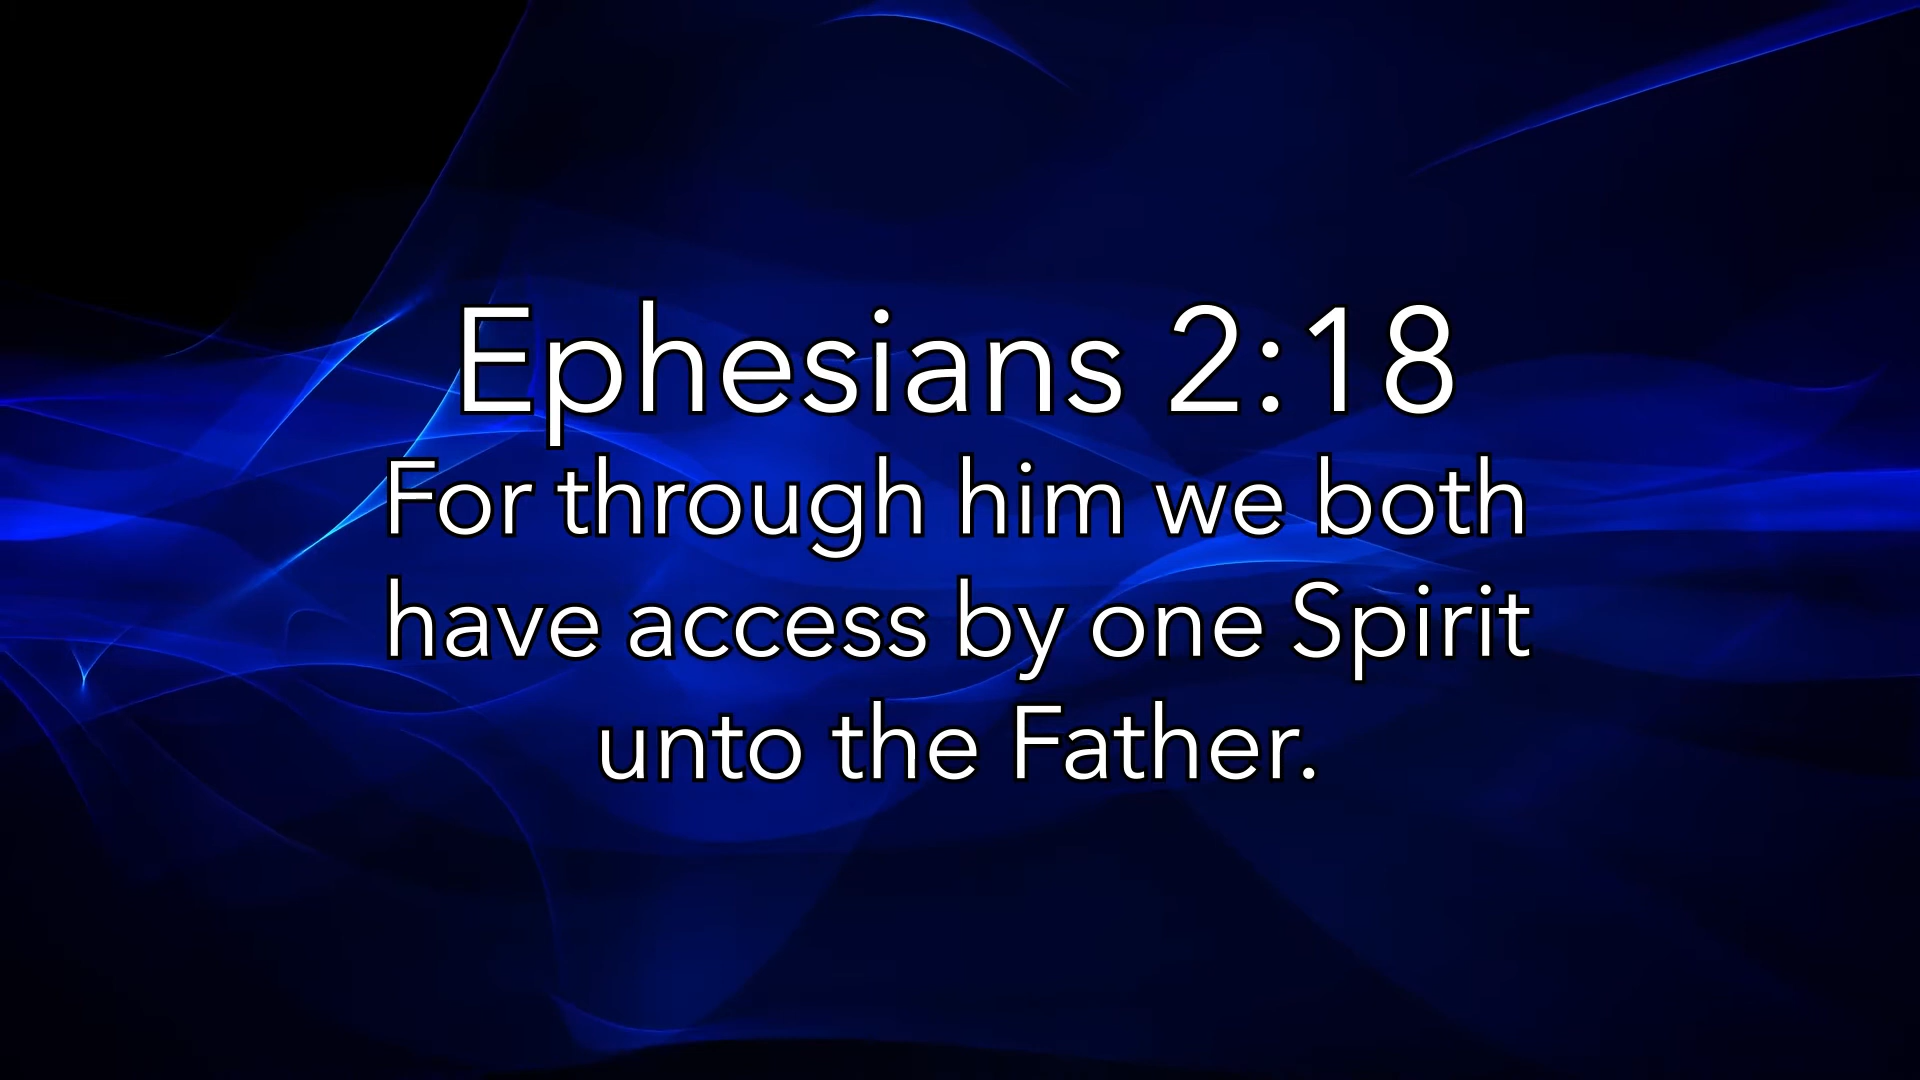 Ephesians 2:18
For through him we both
have access by one Spirit
unto the Father.